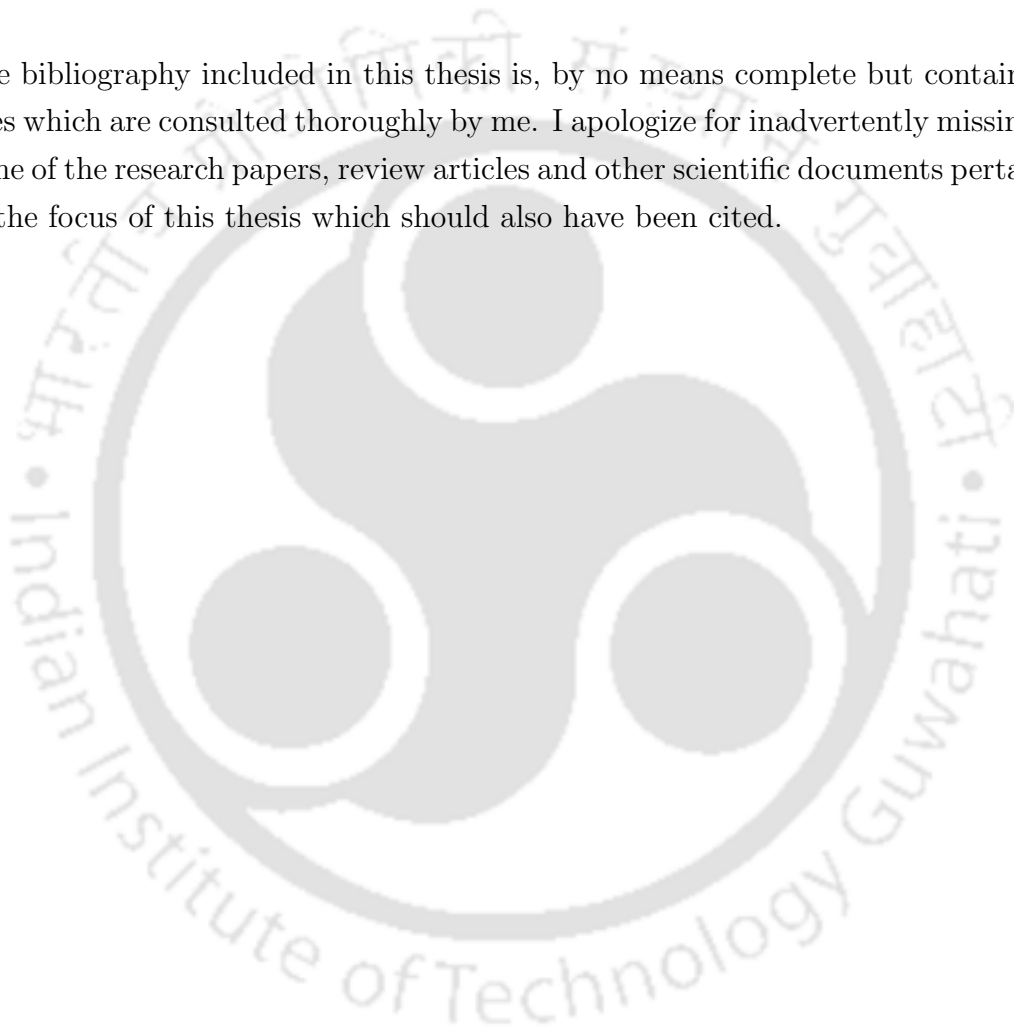 e bibliography included in this thesis is, by no means complete but contain
es which are consulted thoroughly by me. I apologize for inadvertently missin
ne of the research papers, review articles and other scientific documents perta
the focus of this thesis which should also have been cited.
भारतीय प्रौद्योगिकी संस्थान गुवाहाटी
Indian Institute of Technology Guwahati